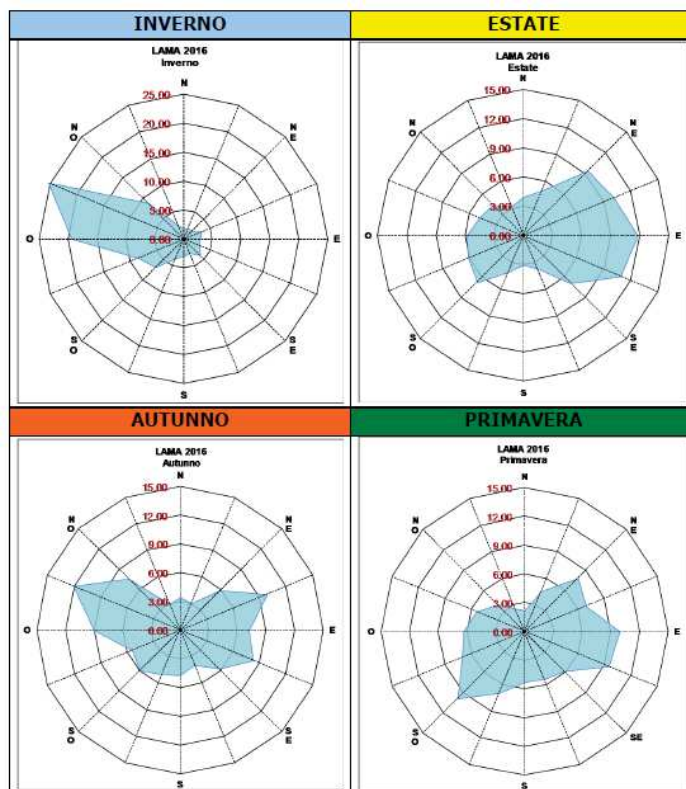 INVERNO
LAMA 2016
Inverno
N
25,00
20,00
15,00
10,00
5,00
0,00
N
O
N
E
O
E
S
O
S
E
S
ESTATE
LAMA 2016
Estate
N
15,00
12,00
9,00
6,00
3,00
0,00
N
O
N
E
O
E
S
O
S
E
S
AUTUNNO
LAMA 2016
Autunno
N
15,00
12,00
9,00
6,00
3,00
0,00
N
O
N
E
O
E
S
O
S
E
S
PRIMAVERA
LAMA 2016
Primavera
N
15,00
12,00
9,00
6,00
3,00
0,00
N
O
N
E
O
E
S
O
SE
S